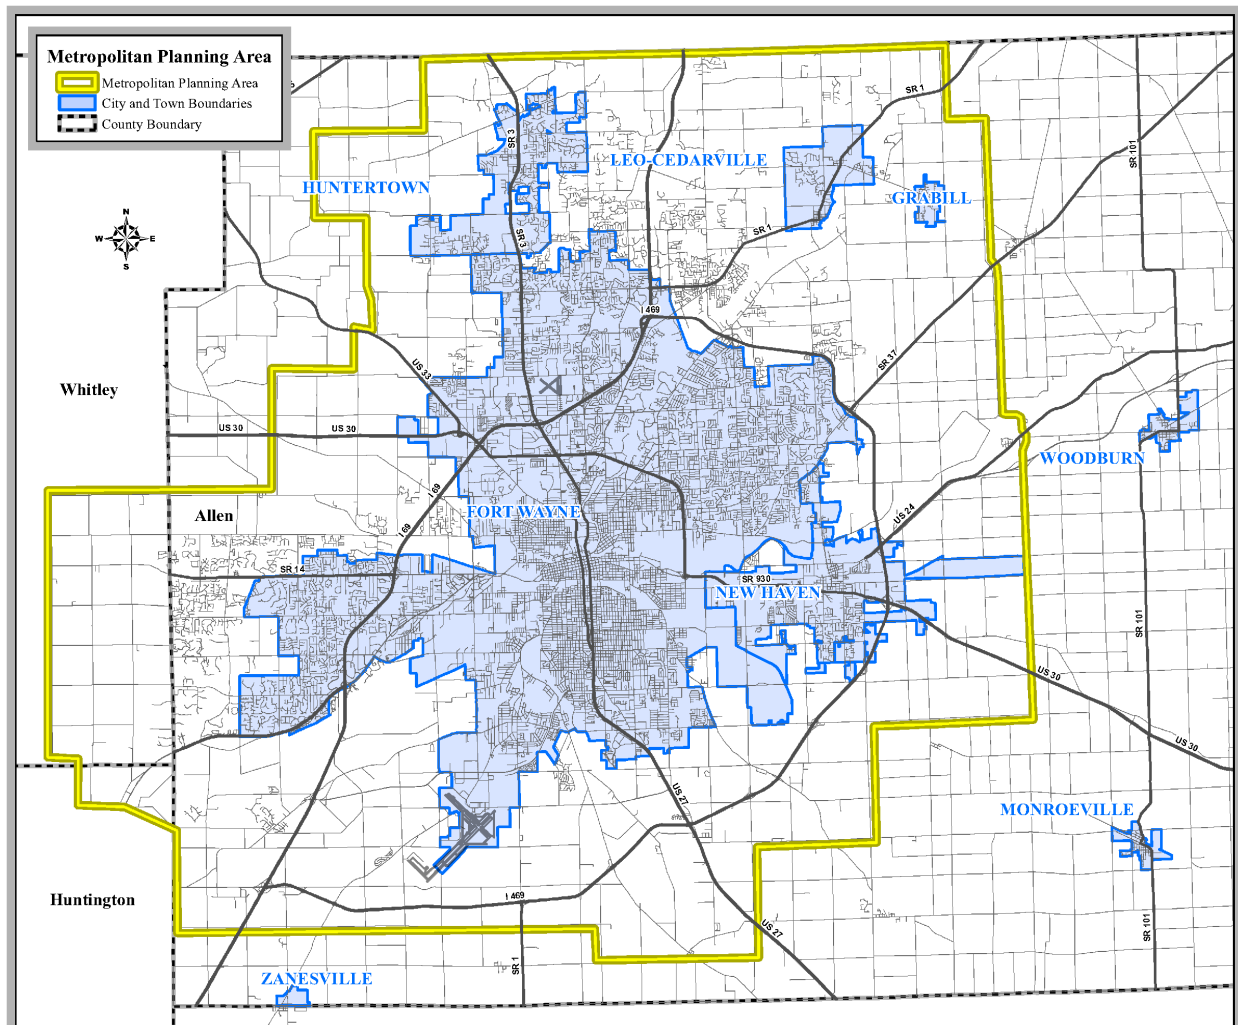 Metropolitan Planning Area
Metropolitan Planning Area
City and Town Boundaries
County Boundary
SR 1
SR 3
SR 101
LEO-CEDARVILLE
HUNTERTOWN
GRABILL
N
W E
S
SR 3
SR 1
I 469
SR 37
US 33
Whitley
US 30
US 30
WOODBURN
I 69
FORT WAYNE
Allen
US 24
I 69
SR 14
SR 930
NEW HAVEN
SR 101
US 30
US 30
US 27
MONROEVILLE
Huntington
I 469
US 27
SR 101
SR 1
ZANESVILLE